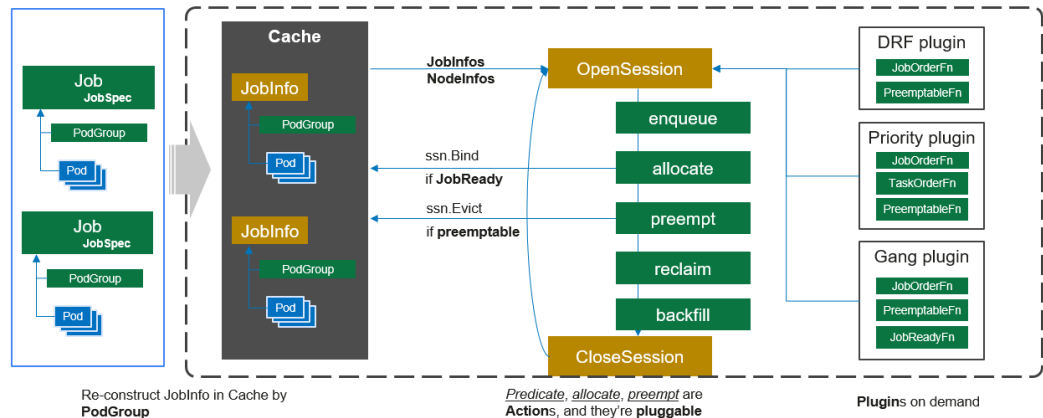 Job
JobSpec
PodGroup
Pod
Job
JobSpec
PodGroup
Pod
Cache
JobInfo
PodGroup
Pod
JobInfo
PodGroup
Pod
JobInfos
NodeInfos
ssn.Bind
if JobReady
ssn.Evict
if preemptable
OpenSession
enqueue
allocate
preempt
reclaim
backfill
CloseSession
DRF plugin
JobOrderFn
PreemptableFn
Priority plugin
JobOrderFn
TaskOrderFn
PreemptableFn
Gang plugin
JobOrderFn
PreemptableFn
JobReadyFn
Re-construct JobInfo in Cache by
PodGroup
Predicate, allocate, preempt are
Actions, and they're pluggable
Plugins on demand